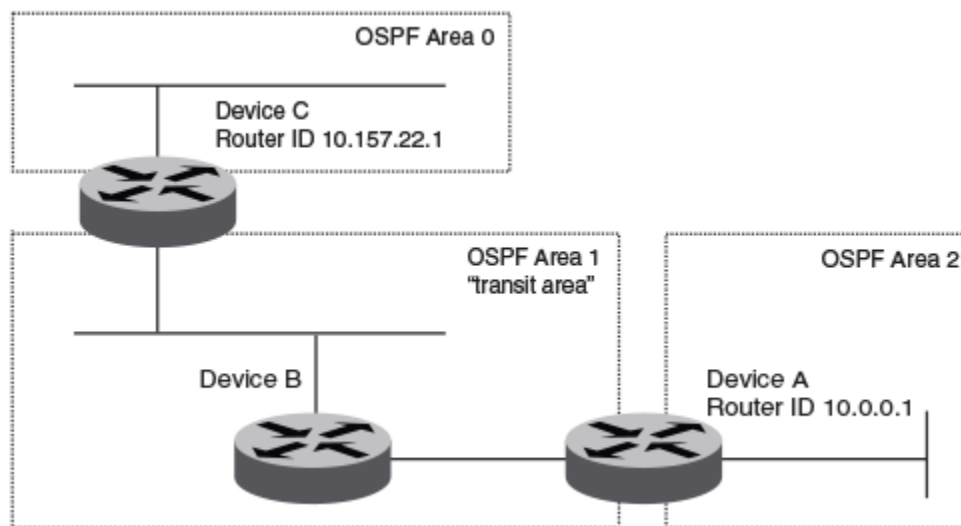 OSPF Area 0
Device C
Router ID 10.157.22.1
OSPF Area 1
“transit area”
OSPF Area 2
Device B
Device A
Router ID 10.0.0.1